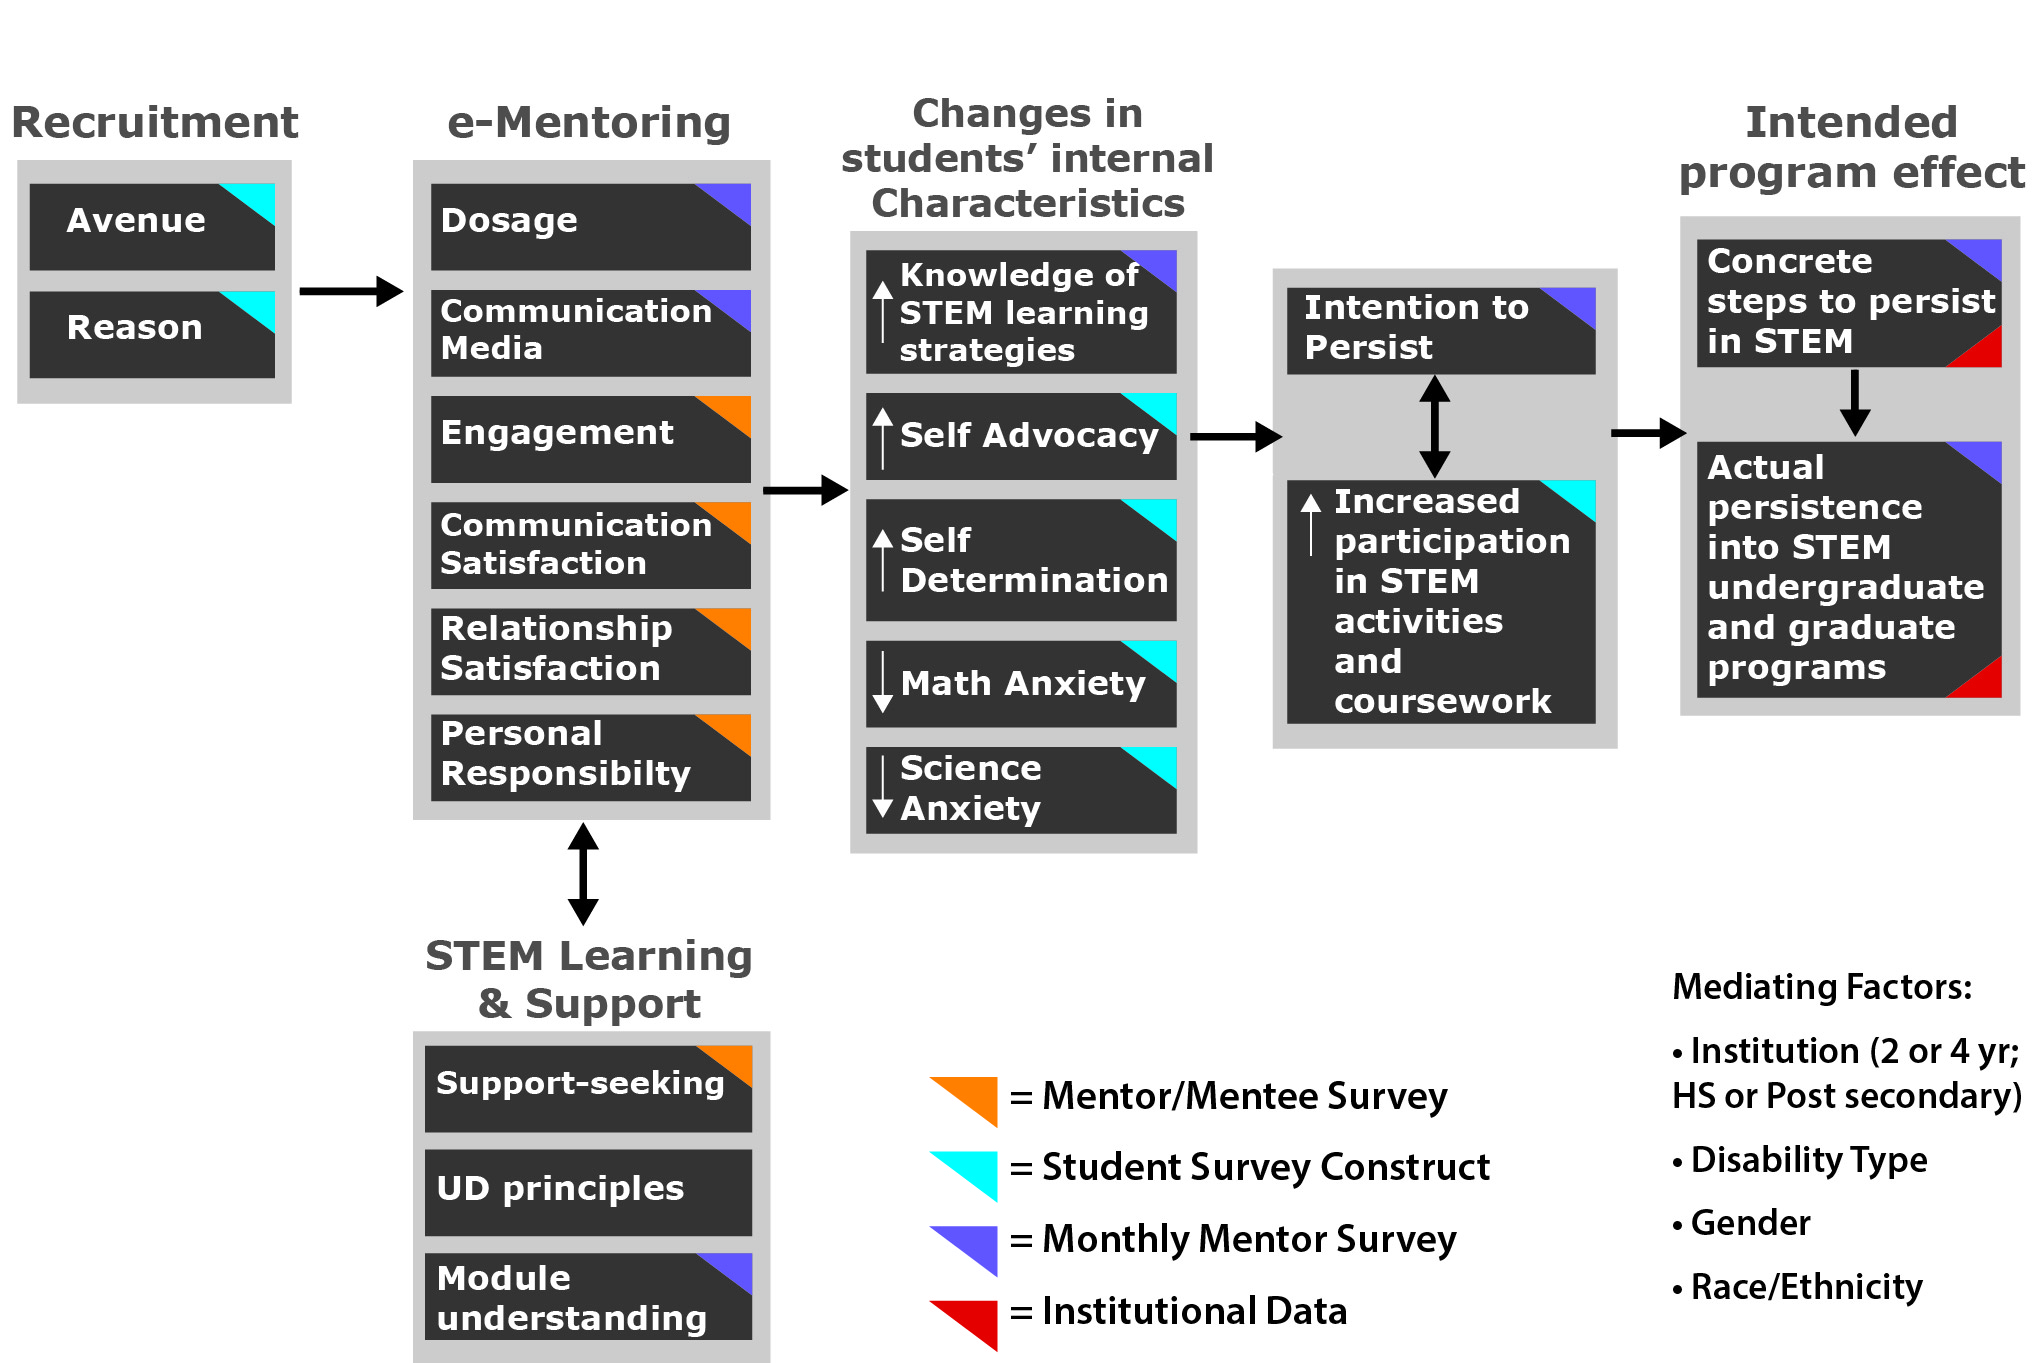 Recruitment
Avenue
Reason
e-Mentoring
Dosage
Communication
Media
Engagement
Communication
Satisfaction
Relationship
Satisfaction
Personal
Responsibilty
STEM Learning
& Support
Support-seeking
UD principles
Module
understanding
Changes in
students’ internal
Characteristics
Knowledge of
STEM learning
strategies
Self Advocacy
Self
Determination
Math Anxiety
Science
Anxiety
Intention to
Persist
Increased
participation
in STEM
activities
and
coursework
Intended
program effect
Concrete
steps to persist
in STEM
Actual
persistence
into STEM
undergraduate
and graduate
programs
= Mentor/Mentee Survey
= Student Survey Construct
= Monthly Mentor Survey
= Institutional Data
Mediating Factors:
• Institution (2 or 4 yr;
HS or Post secondary)
• Disability Type
• Gender
• Race/Ethnicity